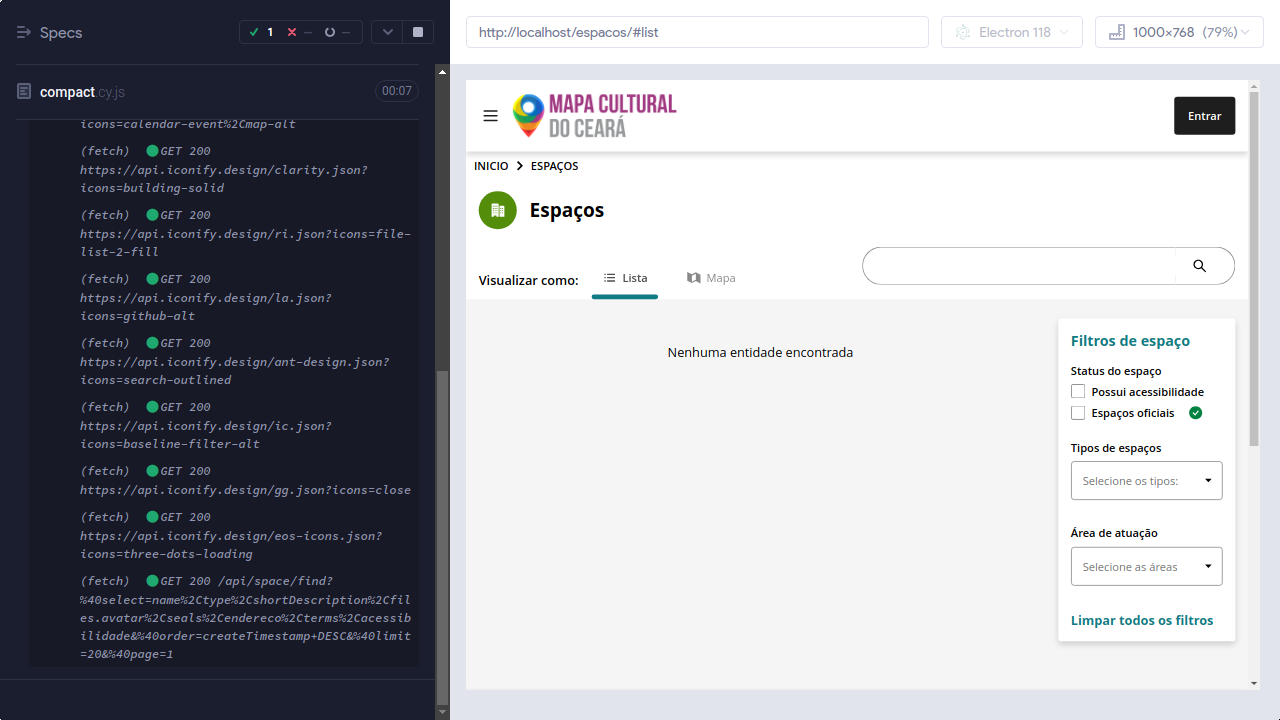 Specs
1
--
--
compact.cy.js
00:07
icons=calendar-event%2Cmap-alt
(fetch) GET 200
https://api.iconify.design/clarity.json?
icons=building-solid
(fetch) GET 200
https://api.iconify.design/ri.json?icons=file-
list-2-fill
(fetch) GET 200
https://api.iconify.design/la.json?
icons=github-alt
(fetch) GET 200
https://api.iconify.design/ant-design.json?
icons=search-outlined
(fetch) GET 200
https://api.iconify.design/ic.json?
icons=baseline-filter-alt
(fetch) GET 200
https://api.iconify.design/gg.json?icons=close
(fetch) GET 200
https://api.iconify.design/eos-icons.json?
icons=three-dots-loading
(fetch) GET 200 /api/space/find?
%40select=name%2Ctype%2CshortDescription%2Cfil
es.avatar%2Cseals%2Cendereco%2Cterms%2Cacessib
ilidade&%40order=createTimestamp+DESC&%40limit
=20&%40page=1
http://localhost/espacos/#list
Electron 118
1000×768 (79%)
MAPA CULTURAL
DO CEARÁ
Entrar
INICIO
ESPAÇOS
Espaços
Visualizar como:
Lista
Mapa
Nenhuma entidade encontrada
Filtros de espaço
Status do espaço
Possui acessibilidade
Espaços oficiais
Tipos de espaços
Selecione os tipos:
Área de atuação
Selecione as áreas
Limpar todos os filtros